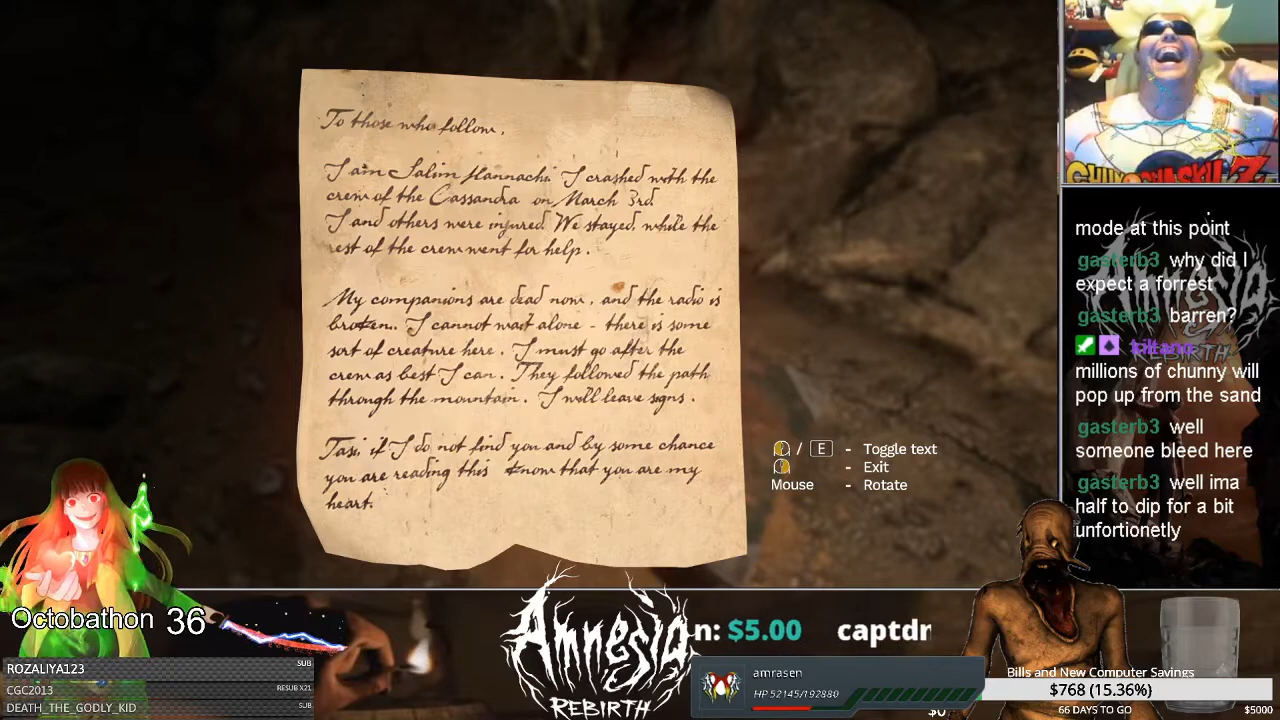 To those who follow,
I am Salim Hannachi. I crashed with the
crew of the Cassandra on March 3rd.
I and others were injured. We stayed, while the
rest of the crew went for help.
My companions are dead now, and the radio is
broken. I cannot wait alone - there is some
sort of creature here. I must go after the
crew as best I can. They followed the path
through the mountain. I will leave signs.
Tasi, if I do not find you and by some chance
you are reading this know that you are my
heart.
/ E - Toggle text
- Exit
Mouse - Rotate
mode at this point
gasterb3 why did I
expect a forrest
gasterb3 barren?
millions of chunny will
pop up from the sand
gasterb3 well
someone bleed here
gasterb3 well ima
half to dip for a bit
unfortionetly
AMNESIA
REBIRTH
Octobathon 36
ROZALIYA123 SUB
CGC2013 RESUB X21
DEATH_THE_GODLY_KID SUB
Amnesia
REBIRTH
n: $5.00 captdr
amrasen
HP 52145/192880
Bills and New Computer Savings
$768 (15.36%)
$0 66 DAYS TO GO $5000